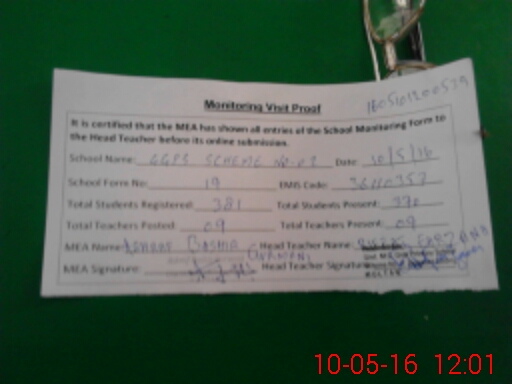 Monitoring Visit Proof
It is certified that the MEA has shown all entries of the School Monitoring Form to
the Head Teacher before its online submission.
School Name: GGPS SCHEME NO-02 Date: 10/5/16
School Form No: 19 EMIS Code:
Total Students Registered: 381 Total Students Present: 370
Total Teachers Posted: 09 Total Teachers Present: 09
MEA Name: Bashir Head Teacher Name:
MEA Signature: Head Teacher Signature
10-05-16 12:01